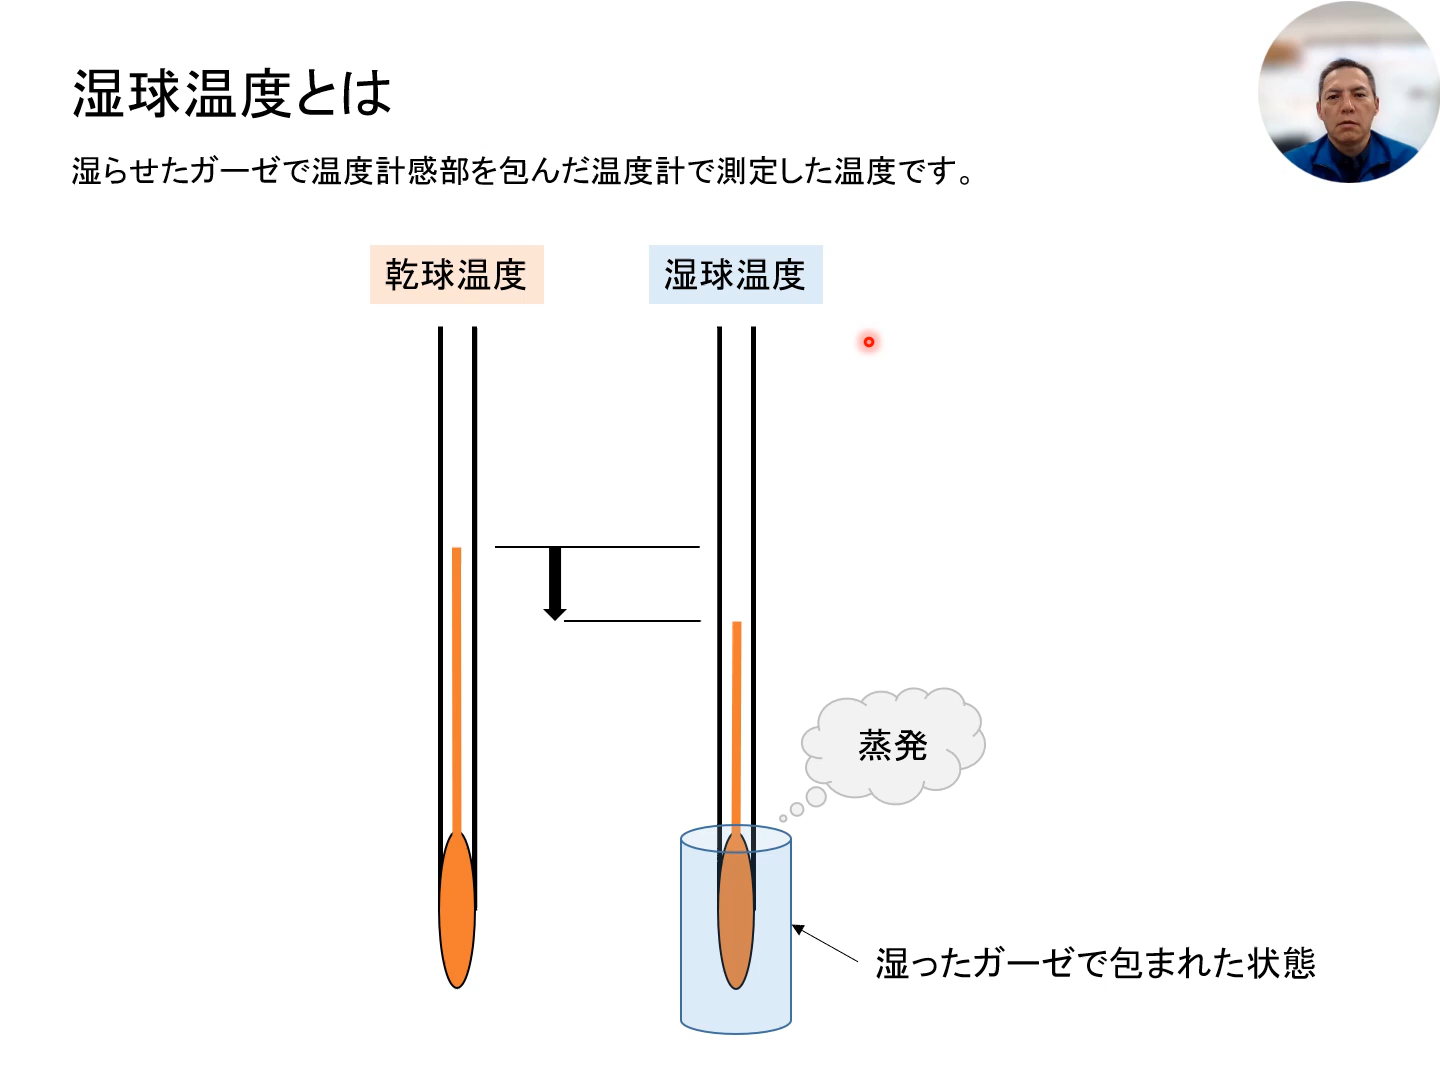 湿球温度とは
湿らせたガーゼで温度計感部を包んだ温度計で測定した温度です。
乾球温度
湿球温度
蒸発
湿ったガーゼで包まれた状態